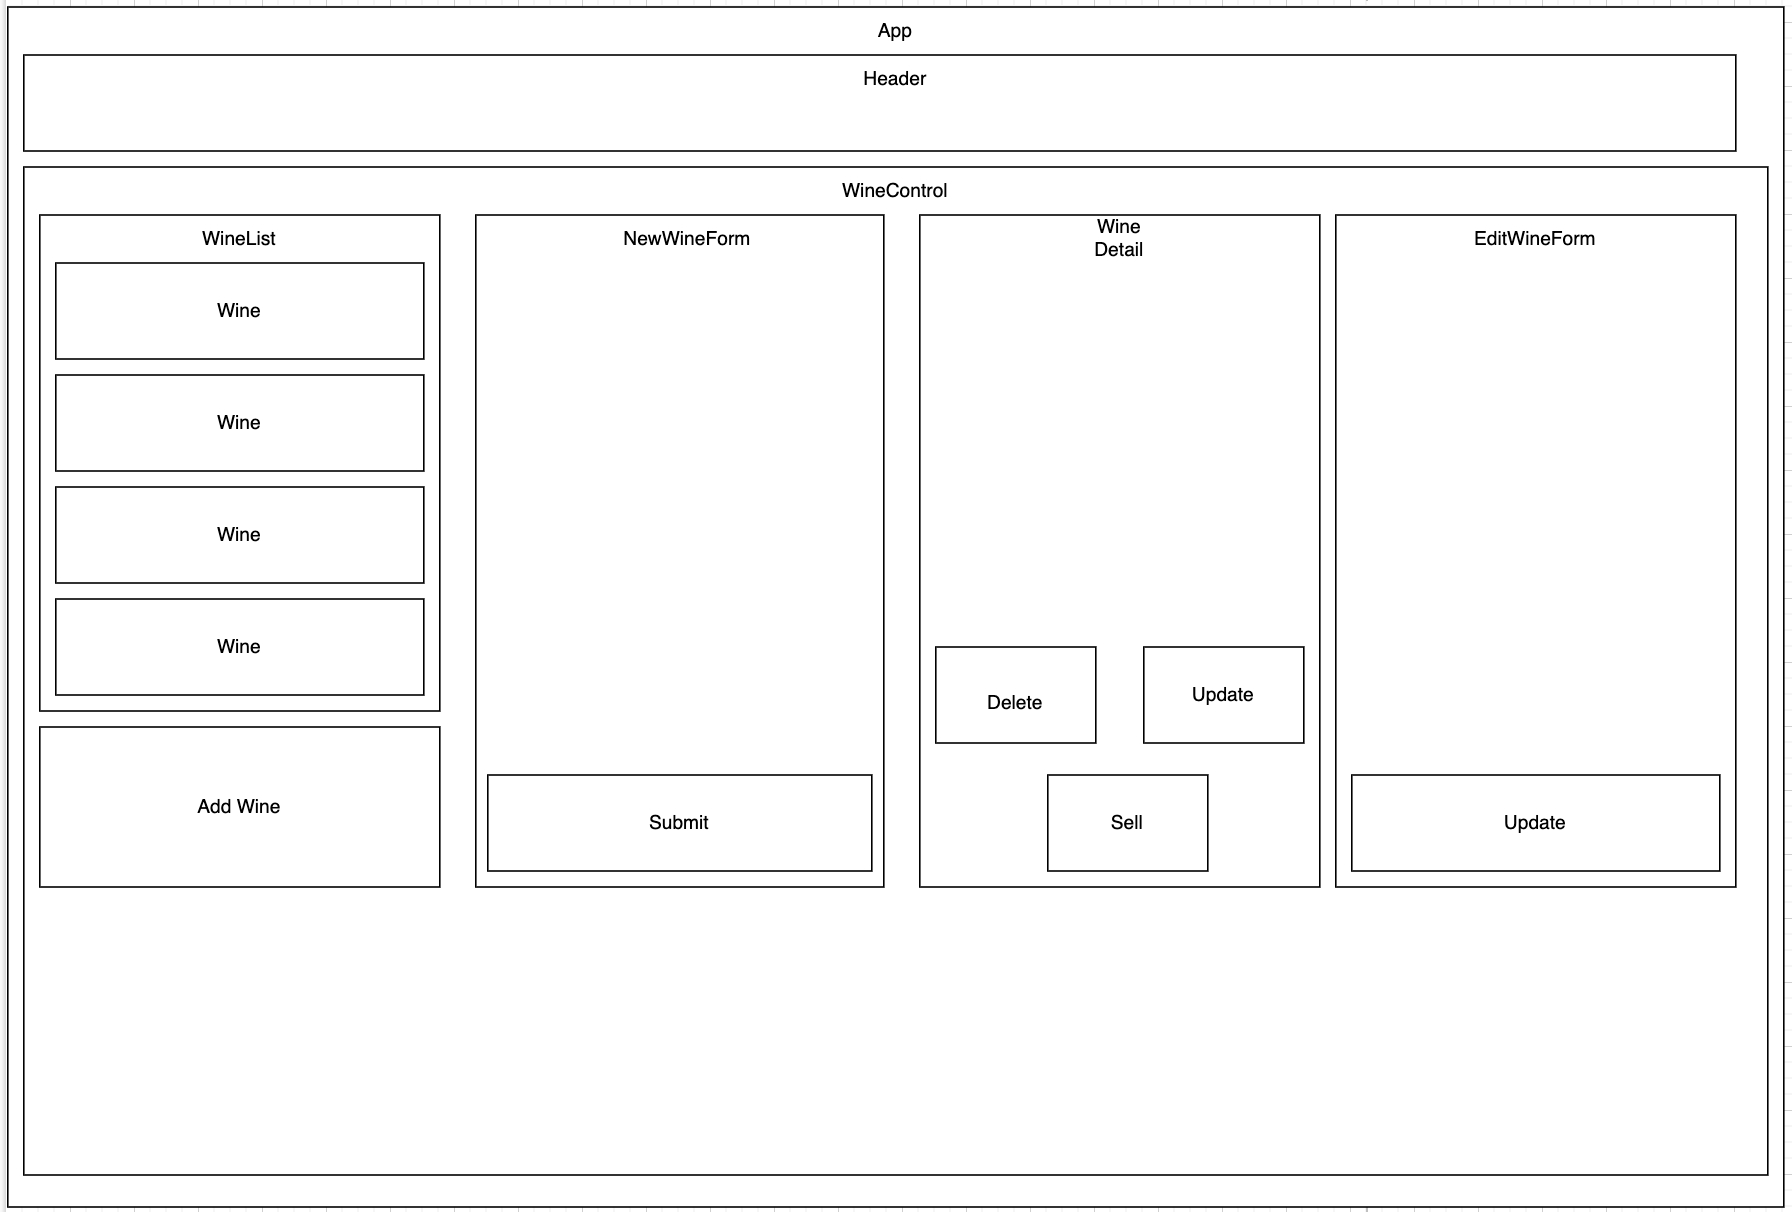 App
Header
WineControl
WineList
Wine
Wine
Wine
Wine
Add Wine
NewWineForm
Submit
Wine
Detail
Delete
Update
Sell
EditWineForm
Update